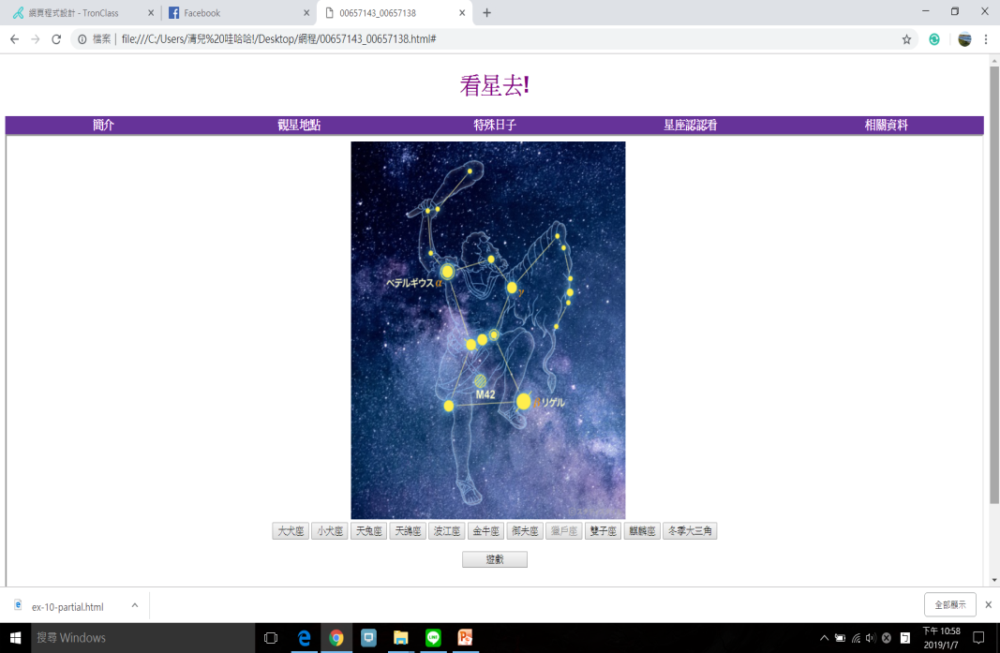 網頁程式設計 - TronClass
Facebook
00657143_00657138
檔案 file:///C:/Users/清兒%20哇哈哈!/Desktop/網程/00657143_00657138.html#
看星去!
簡介 觀星地點 特殊日子 星座認認看 相關資料
ベテルギウス α
γ
M42
β リゲル
大犬座 小犬座 天兔座 天鴿座 波江座 金牛座 御夫座 獵戶座 雙子座 麒麟座 冬季大三角
遊戲
ex-10-partial.html
全部顯示
搜尋 Windows
下午 10:58
2019/1/7